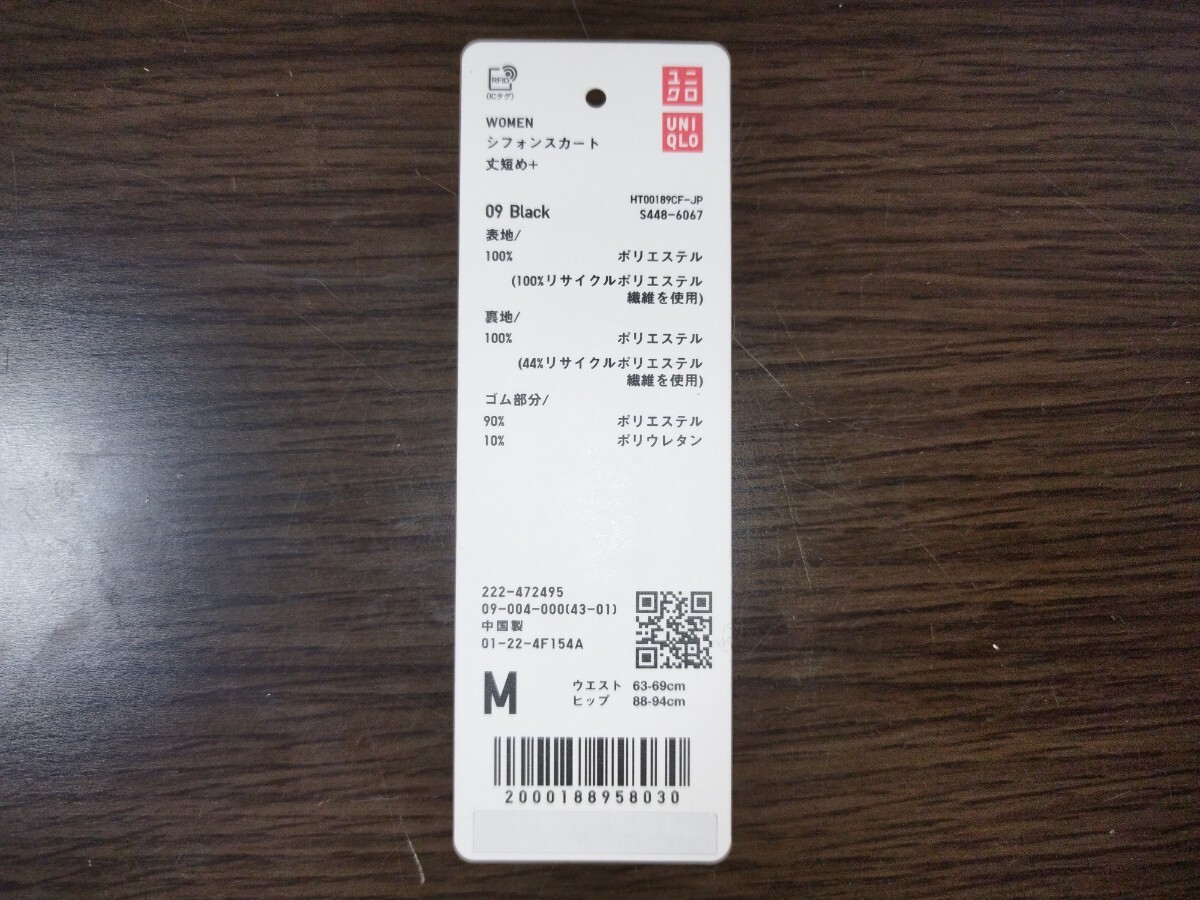 RFID
(ICタグ)
ユニ
クロ
UNI
QLO
WOMEN
シフォンスカート
丈短め+
HT00189CF-JP
09 Black
S448-6067
表地/
100% ポリエステル
(100%リサイクルポリエステル
繊維を使用)
裏地/
100% ポリエステル
(44%リサイクルポリエステル
繊維を使用)
ゴム部分/
90% ポリエステル
10% ポリウレタン
222-472495
09-004-000(43-01)
中国製
01-22-4F154A
M
ウエスト 63-69cm
ヒップ 88-94cm
2000188958030